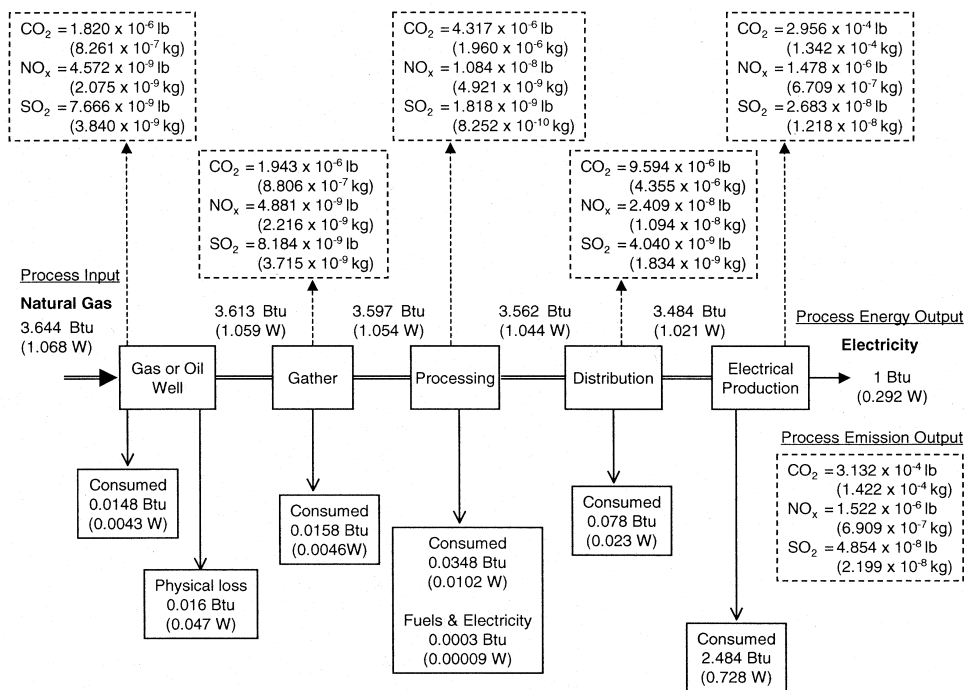 CO2 = 1.820 x 10-6 lb
(8.261 x 10-7 kg)
NOx = 4.572 x 10-9 lb
(2.075 x 10-9 kg)
SO2 = 7.666 x 10-9 lb
(3.840 x 10-9 kg)
CO2 = 4.317 x 10-6 lb
(1.960 x 10-6 kg)
NOx = 1.084 x 10-8 lb
(4.921 x 10-9 kg)
SO2 = 1.818 x 10-9 lb
(8.252 x 10-10 kg)
CO2 = 2.956 x 10-4 lb
(1.342 x 10-4 kg)
NOx = 1.478 x 10-6 lb
(6.709 x 10-7 kg)
SO2 = 2.683 x 10-8 lb
(1.218 x 10-8 kg)
CO2 = 1.943 x 10-6 lb
(8.806 x 10-7 kg)
NOx = 4.881 x 10-9 lb
(2.216 x 10-9 kg)
SO2 = 8.184 x 10-9 lb
(3.715 x 10-9 kg)
CO2 = 9.594 x 10-6 lb
(4.355 x 10-6 kg)
NOx = 2.409 x 10-8 lb
(1.094 x 10-8 kg)
SO2 = 4.040 x 10-9 lb
(1.834 x 10-9 kg)
Process Input
Natural Gas
3.644 Btu
(1.068 W)
3.613 Btu
(1.059 W)
3.597 Btu
(1.054 W)
3.562 Btu
(1.044 W)
3.484 Btu
(1.021 W)
Process Energy Output
Electricity
1 Btu
(0.292 W)
Gas or Oil
Well
Gather
Processing
Distribution
Electrical
Production
Process Emission Output
CO2 = 3.132 x 10-4 lb
(1.422 x 10-4 kg)
NOx = 1.522 x 10-6 lb
(6.909 x 10-7 kg)
SO2 = 4.854 x 10-8 lb
(2.199 x 10-8 kg)
Consumed
0.0148 Btu
(0.0043 W)
Physical loss
0.016 Btu
(0.047 W)
Consumed
0.0158 Btu
(0.0046W)
Consumed
0.0348 Btu
(0.0102 W)
Fuels & Electricity
0.0003 Btu
(0.00009 W)
Consumed
0.078 Btu
(0.023 W)
Consumed
2.484 Btu
(0.728 W)